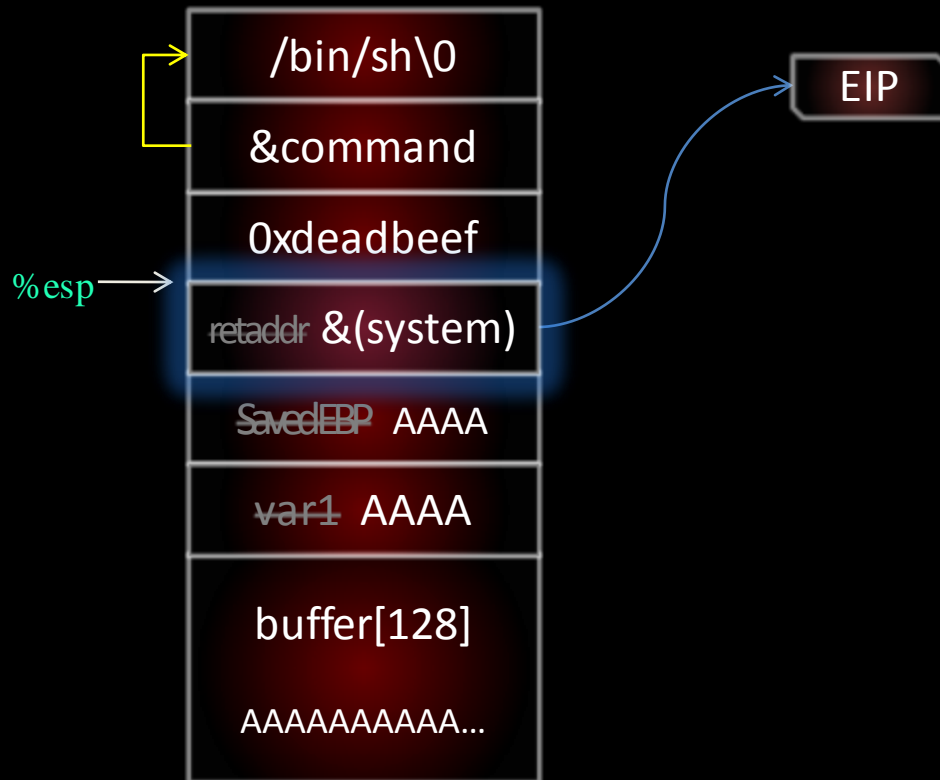 /bin/sh\0
EIP
&command
0xdeadbeef
%esp
retaddr &(system)
SavedEBP AAAA
var1 AAAA
buffer[128]
AAAAAAAAAA...